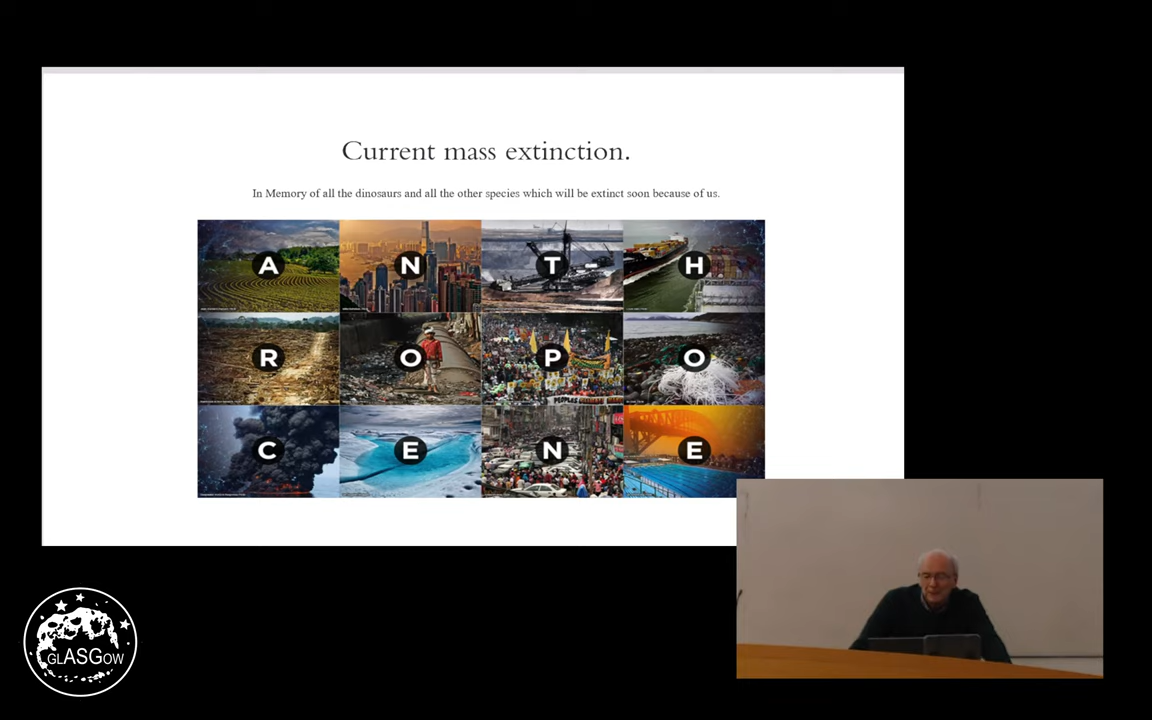 Current mass extinction.
In Memory of all the dinosaurs and all the other species which will be extinct soon because of us.
A N T H
R O P O
C E N E
GLASGOW